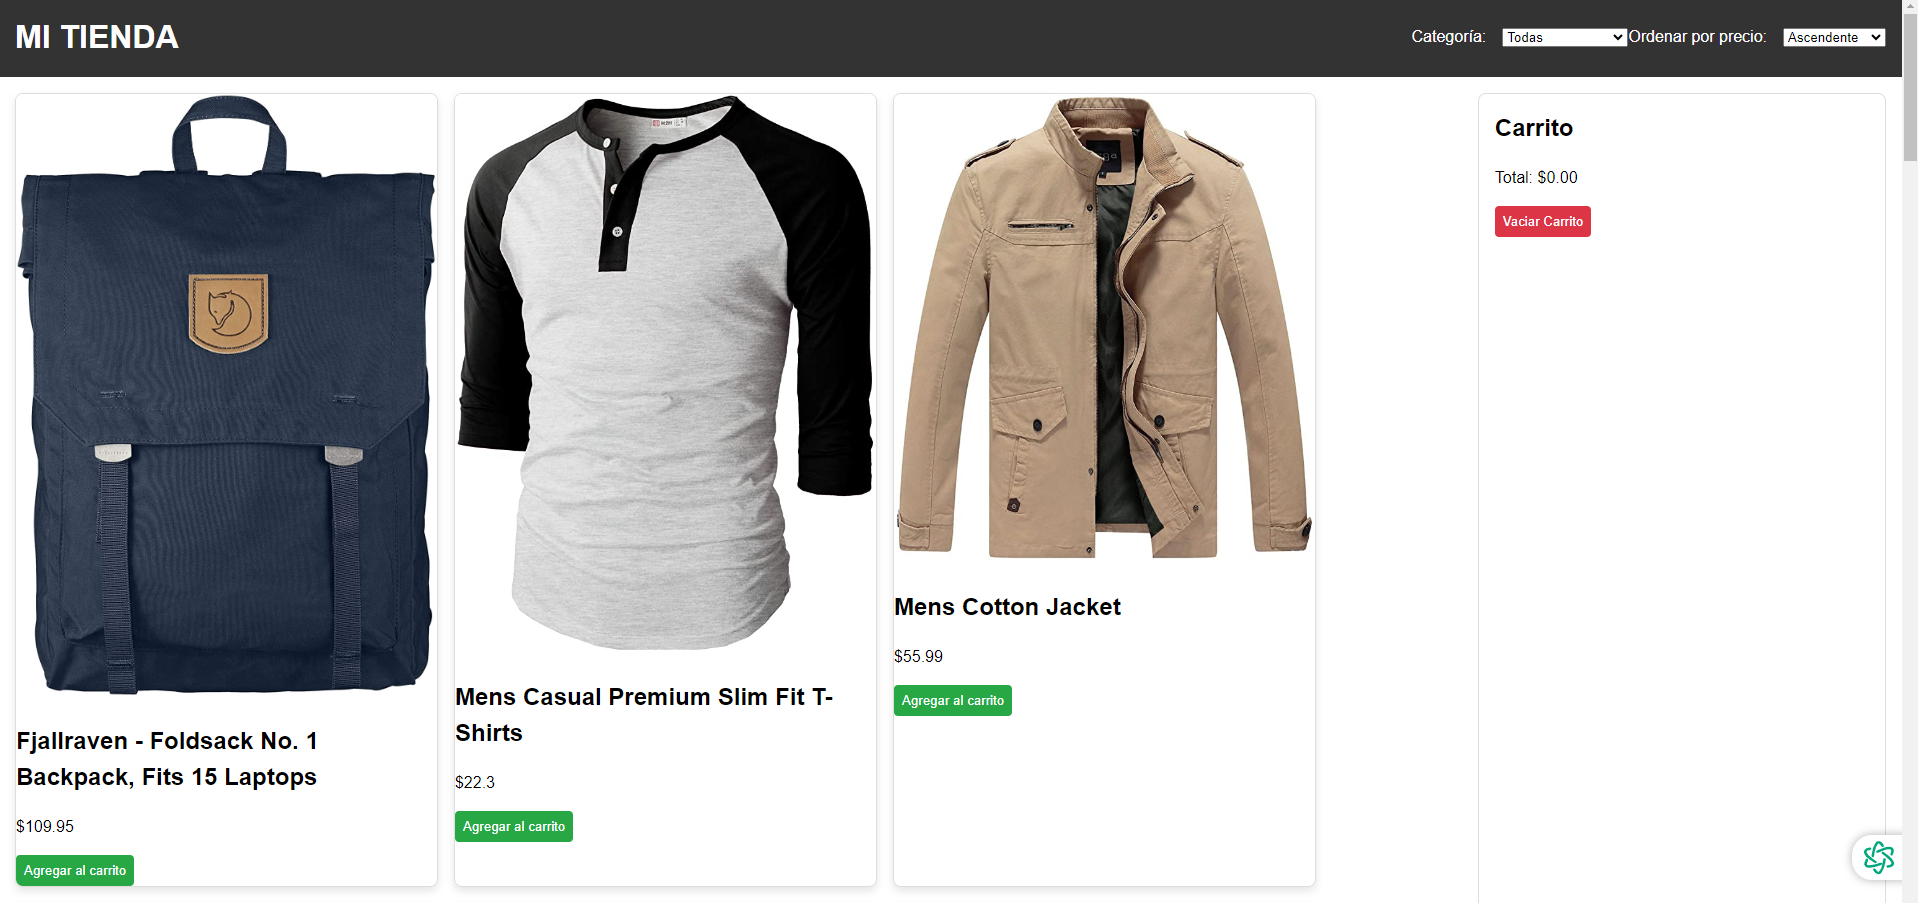 MI TIENDA
Categoría: Todas Ordenar por precio: Ascendente
Fjallraven - Foldsack No. 1
Backpack, Fits 15 Laptops
$109.95
Agregar al carrito
Mens Casual Premium Slim Fit T-
Shirts
$22.3
Agregar al carrito
Mens Cotton Jacket
$55.99
Agregar al carrito
Carrito
Total: $0.00
Vaciar Carrito